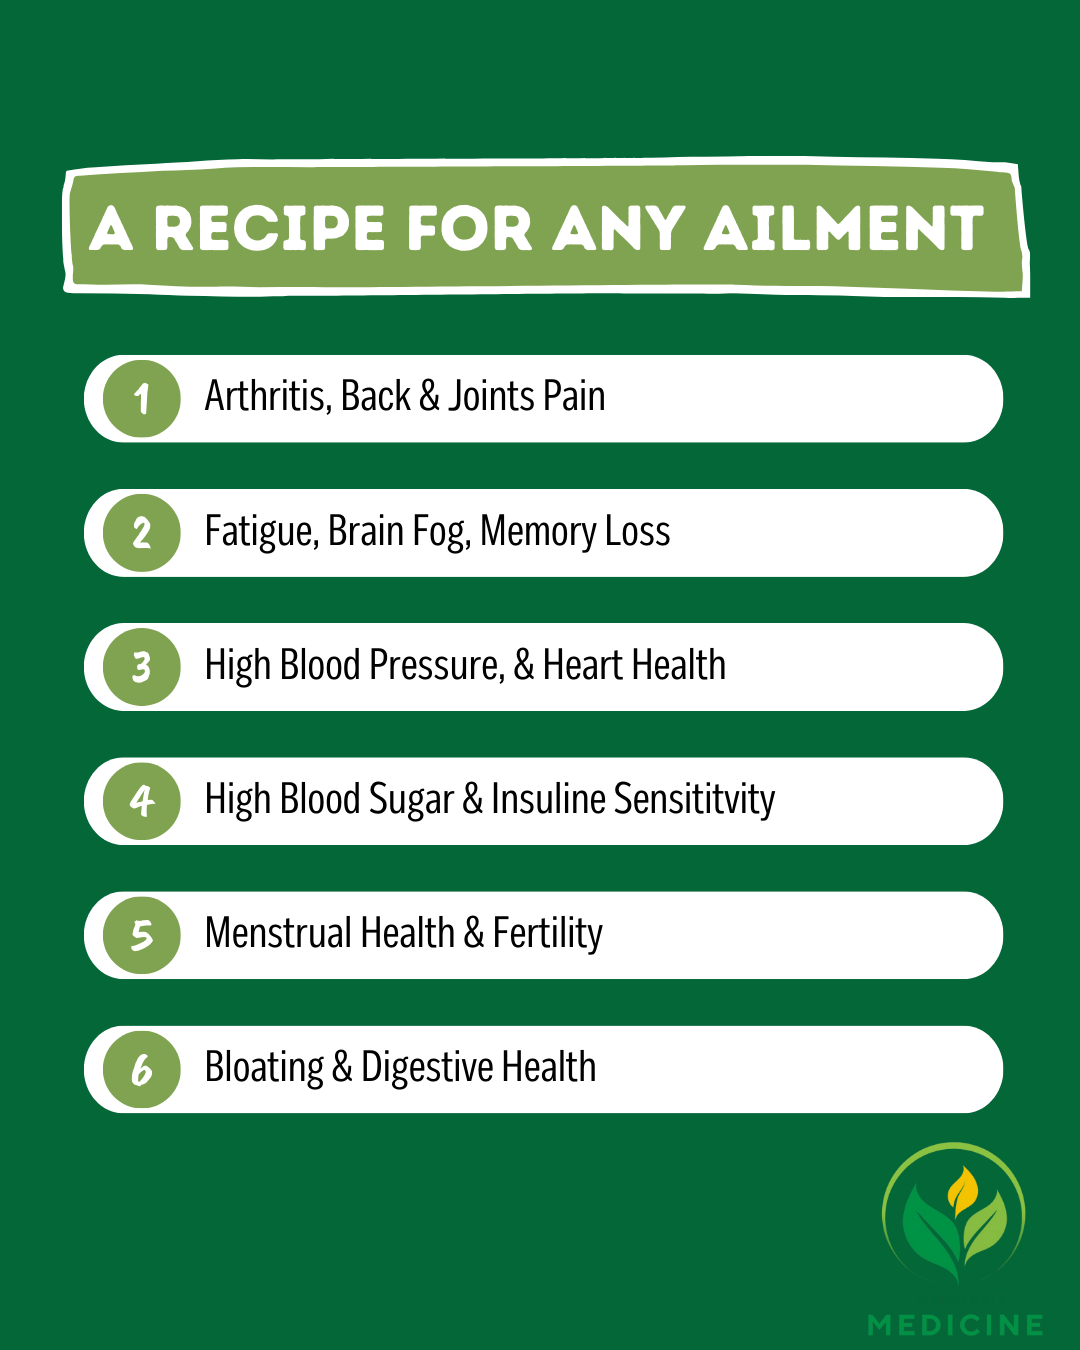 A RECIPE FOR ANY AILMENT
1 Arthritis, Back & Joints Pain
2 Fatigue, Brain Fog, Memory Loss
3 High Blood Pressure, & Heart Health
4 High Blood Sugar & Insuline Sensititvity
5 Menstrual Health & Fertility
6 Bloating & Digestive Health
MEDICINE